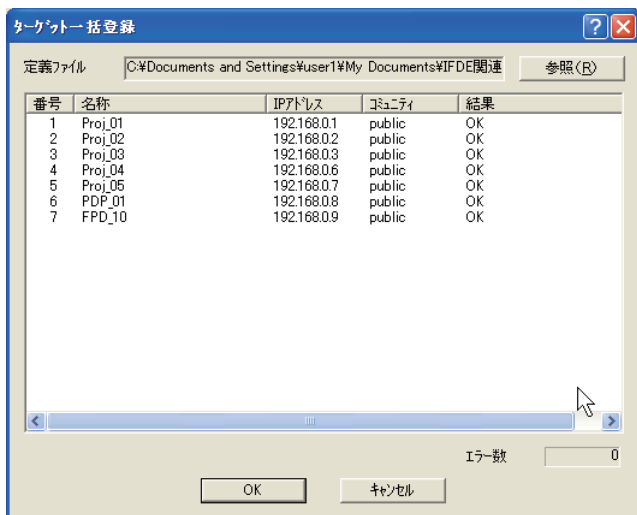 ターゲット一括登録
定義ファイル C:¥Documents and Settings¥user1¥My Documents¥IFDE関連 参照(R)
番号 名称 IPアドレス コミュニティ 結果
1 Proj_01 192.168.0.1 public OK
2 Proj_02 192.168.0.2 public OK
3 Proj_03 192.168.0.3 public OK
4 Proj_04 192.168.0.6 public OK
5 Proj_05 192.168.0.7 public OK
6 PDP_01 192.168.0.8 public OK
7 FPD_10 192.168.0.9 public OK
エラー数 0
OK キャンセル